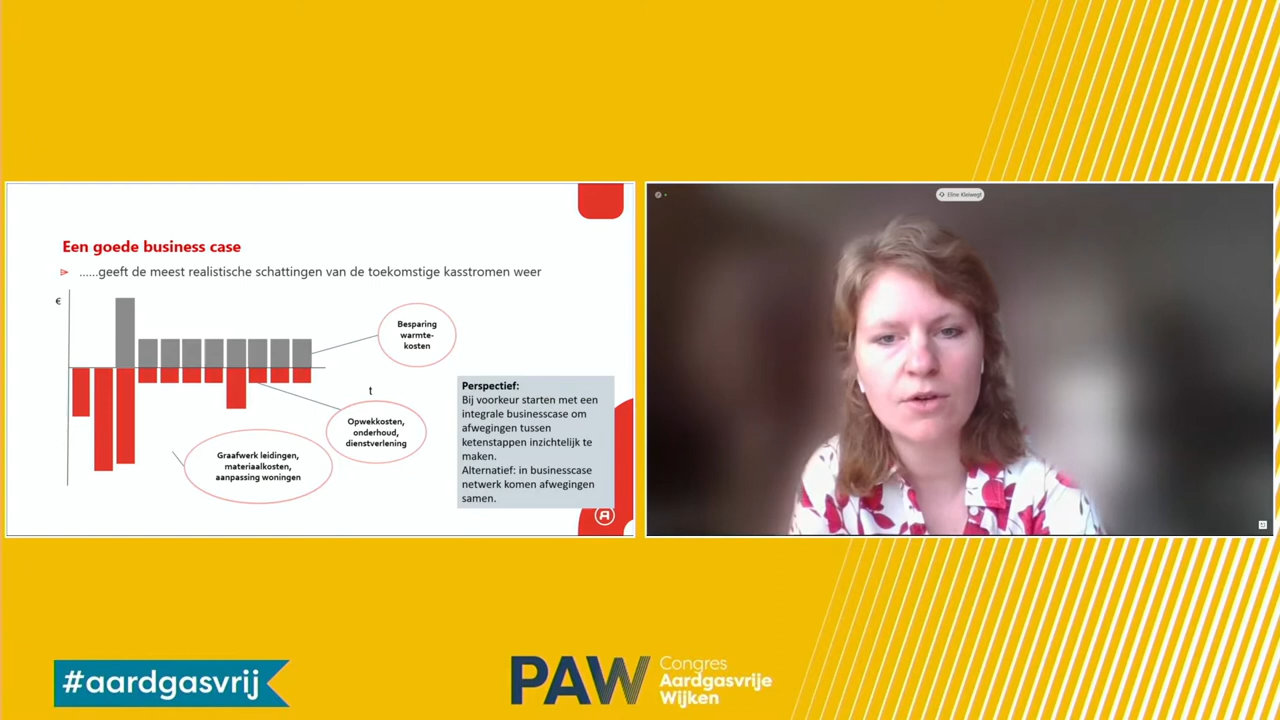 Een goede business case
......geeft de meest realistische schattingen van de toekomstige kasstromen weer
€
Besparing
warmte-
kosten
t
Opwekkosten,
onderhoud,
dienstverlening
Graafwerk leidingen,
materiaalkosten,
aanpassing woningen
Perspectief:
Bij voorkeur starten met een
integrale businesscase om
afwegingen tussen
ketenstappen inzichtelijk te
maken.
Alternatief: in businesscase
netwerk komen afwegingen
samen.
Eline Kleiwegt
#aardgasvrij
PAW
Congres
Aardgasvrije
Wijken